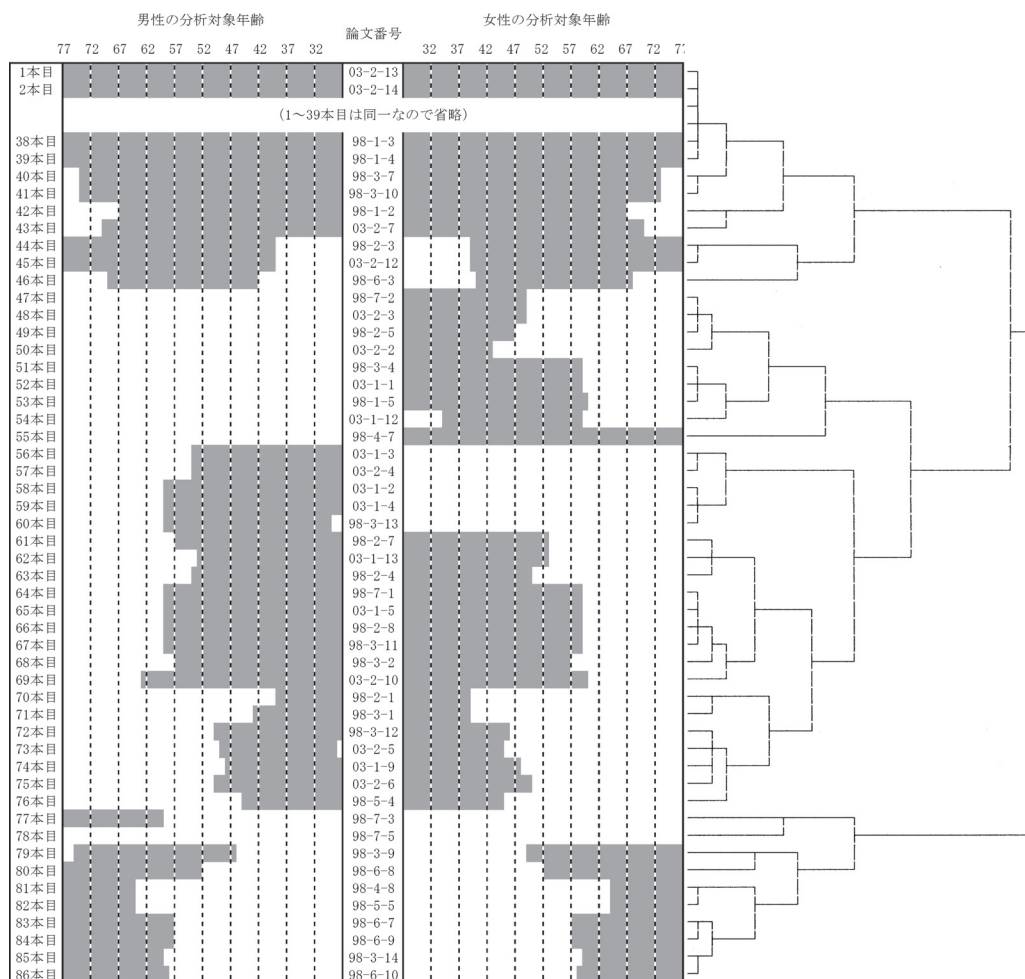 男性の分析対象年齢
論文番号
女性の分析対象年齢
77 72 67 62 57 52 47 42 37 32
32 37 42 47 52 57 62 67 72 77
1本目 03-2-13
2本目 03-2-14
(1～39本目は同一なので省略)
38本目 98-1-3
39本目 98-1-4
40本目 98-3-7
41本目 98-3-10
42本目 98-1-2
43本目 03-2-7
44本目 98-2-3
45本目 03-2-12
46本目 98-6-3
47本目 98-7-2
48本目 03-2-3
49本目 98-2-5
50本目 03-2-2
51本目 98-3-4
52本目 03-1-1
53本目 98-1-5
54本目 03-1-12
55本目 98-4-7
56本目 03-1-3
57本目 03-2-4
58本目 03-1-2
59本目 03-1-4
60本目 98-3-13
61本目 98-2-7
62本目 03-1-13
63本目 98-2-4
64本目 98-7-1
65本目 03-1-5
66本目 98-2-8
67本目 98-3-11
68本目 98-3-2
69本目 03-2-10
70本目 98-2-1
71本目 98-3-1
72本目 98-3-12
73本目 03-2-5
74本目 03-1-9
75本目 03-2-6
76本目 98-5-4
77本目 98-7-3
78本目 98-7-5
79本目 98-3-9
80本目 98-6-8
81本目 98-4-8
82本目 98-5-5
83本目 98-6-7
84本目 98-6-9
85本目 98-3-14
86本目 98-6-10